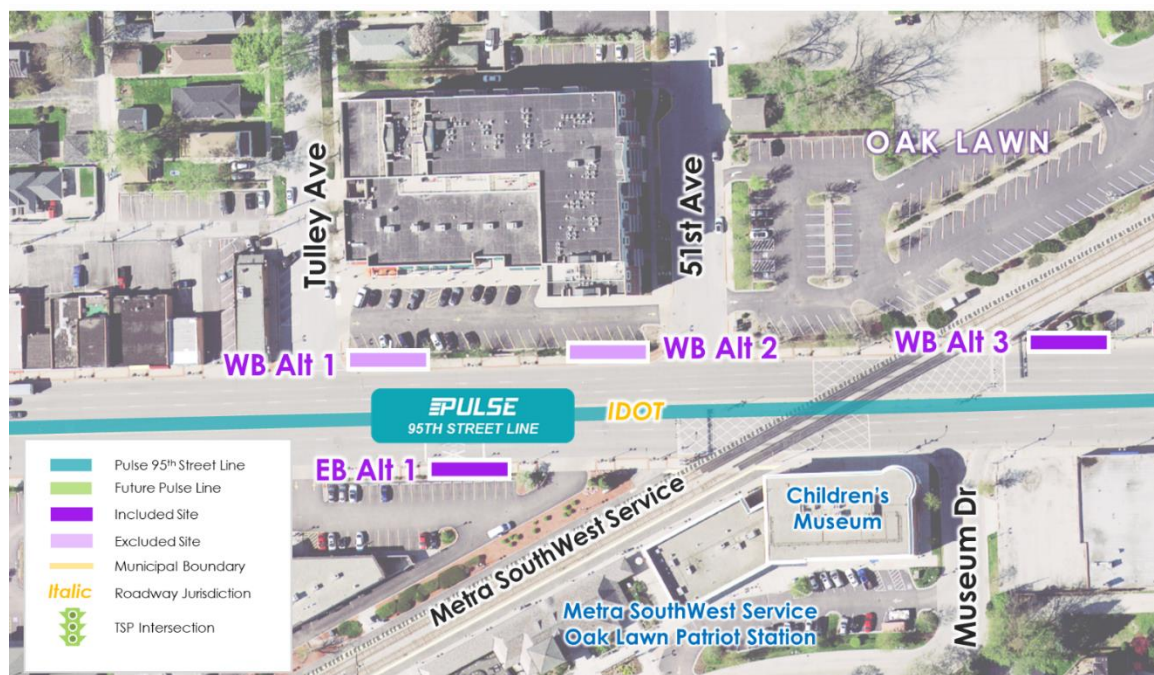 OAK LAWN
Tulley Ave
51st Ave
WB Alt 1
WB Alt 2
WB Alt 3
PULSE
95TH STREET LINE
IDOT
EB Alt 1
Metra SouthWest Service
Children's
Museum
Museum Dr
Metra SouthWest Service
Oak Lawn Patriot Station
Pulse 95th Street Line
Future Pulse Line
Included Site
Excluded Site
Municipal Boundary
Italic Roadway Jurisdiction
TSP Intersection